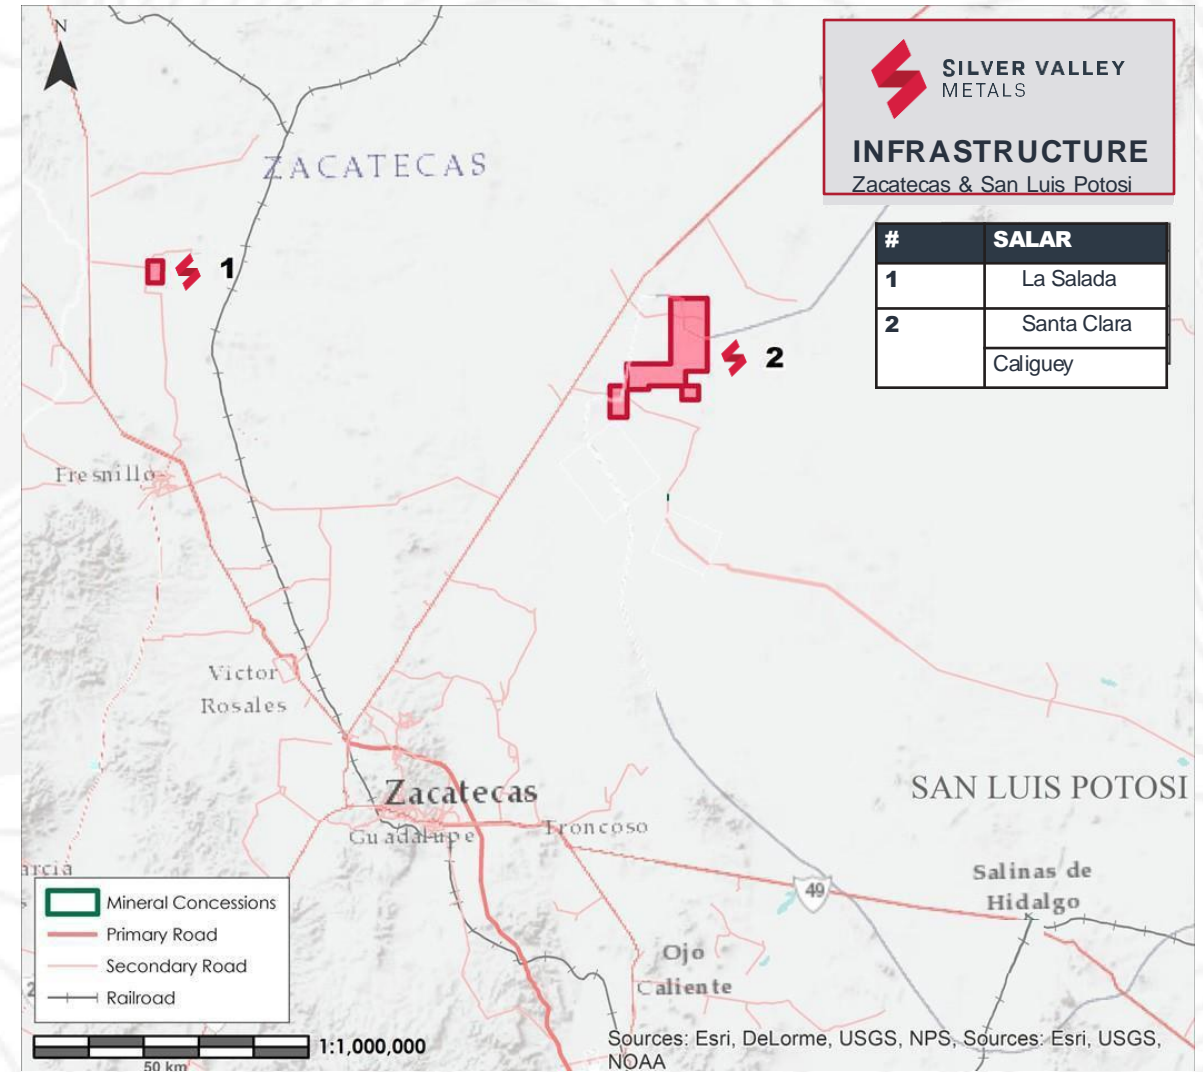 N
SILVER VALLEY
METALS
INFRASTRUCTURE
Zacatecas & San Luis Potosi
ZACATECAS
# SALAR
1 La Salada
2 Santa Clara
Caliguey
1
2
Fresnillo
Victor
Rosales
Zacatecas
Guadalupe
Troncoso
SAN LUIS POTOSI
Salinas de
Hidalgo
49
Ojo
Caliente
arcia
Mineral Concessions
Primary Road
Secondary Road
Railroad
2
1:1,000,000
50 km
Sources: Esri, DeLorme, USGS, NPS, Sources: Esri, USGS,
NOAA